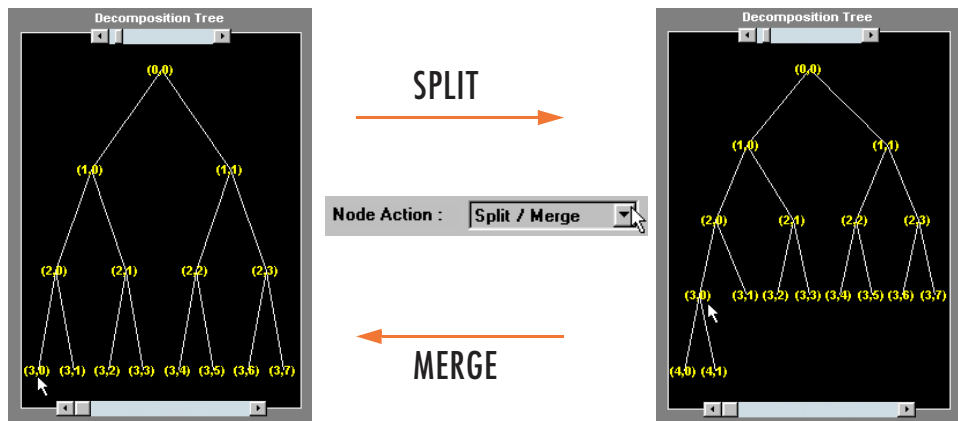 Decomposition Tree
(0,0)
(1,0) (1,1)
(2,0) (2,1) (2,2) (2,3)
(3,0) (3,1) (3,2) (3,3) (3,4) (3,5) (3,6) (3,7)
SPLIT
Node Action : Split / Merge
MERGE
Decomposition Tree
(0,0)
(1,0) (1,1)
(2,0) (2,1) (2,2) (2,3)
(3,0) (3,1) (3,2) (3,3) (3,4) (3,5) (3,6) (3,7)
(4,0) (4,1)